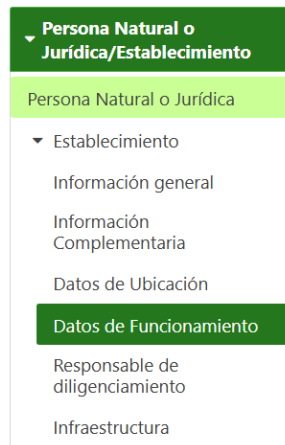 Persona Natural o
Jurídica/Establecimiento
Persona Natural o Jurídica
Establecimiento
Información general
Información
Complementaria
Datos de Ubicación
Datos de Funcionamiento
Responsable de
diligenciamiento
Infraestructura